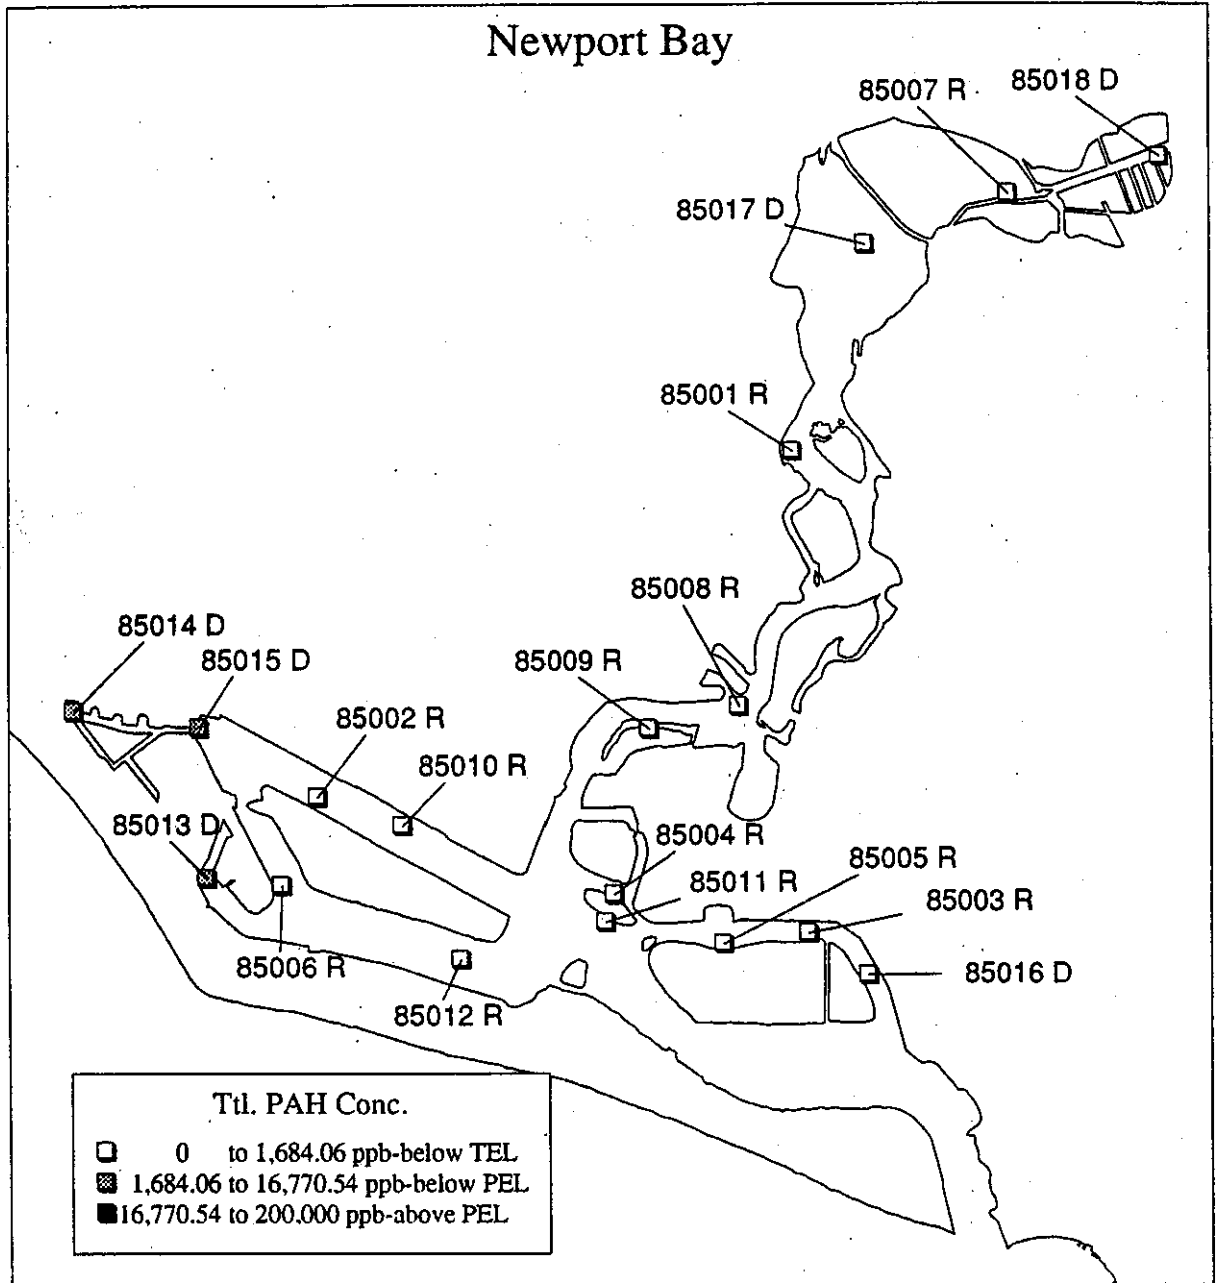 Newport Bay
85007 R
85018 D
85017 D
85001 R
85008 R
85014 D
85015 D
85009 R
85002 R
85010 R
85013 D
85004 R
85005 R
85011 R
85003 R
85006 R
85016 D
85012 R
Ttl. PAH Conc.
0 to 1,684.06 ppb-below TEL
1,684.06 to 16,770.54 ppb-below PEL
16,770.54 to 200,000 ppb-above PEL